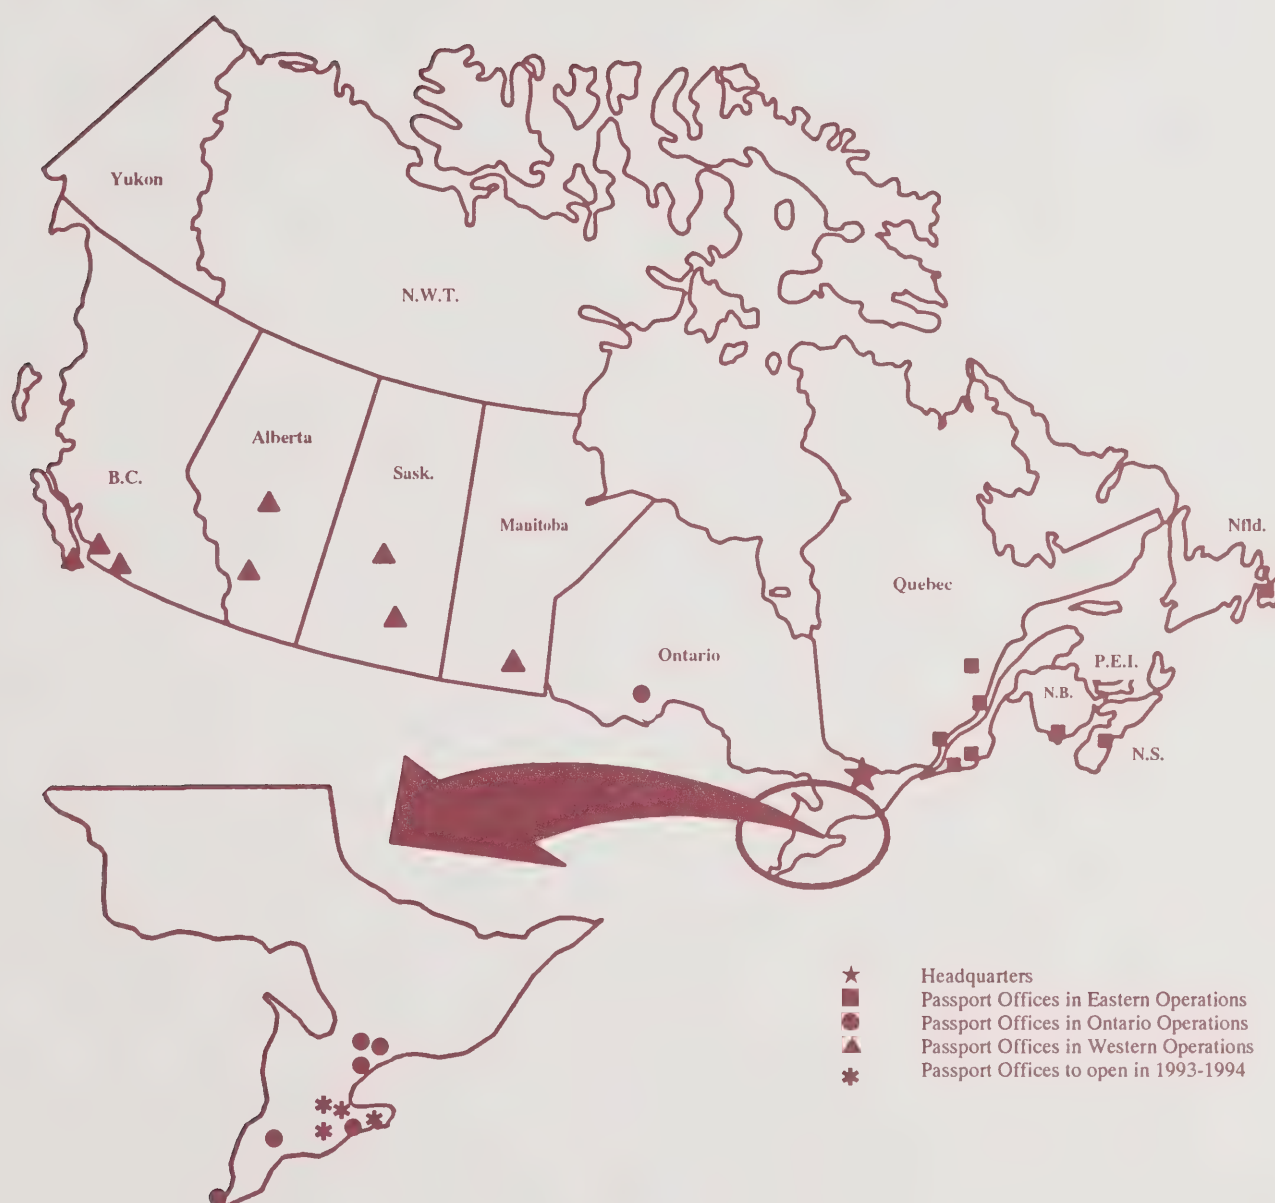 Yukon
N.W.T.
Alberta
B.C.
Sask.
Manitoba
Nfld.
Quebec
Ontario
P.E.I.
N.B.
N.S.
Headquarters
Passport Offices in Eastern Operations
Passport Offices in Ontario Operations
Passport Offices in Western Operations
Passport Offices to open in 1993-1994